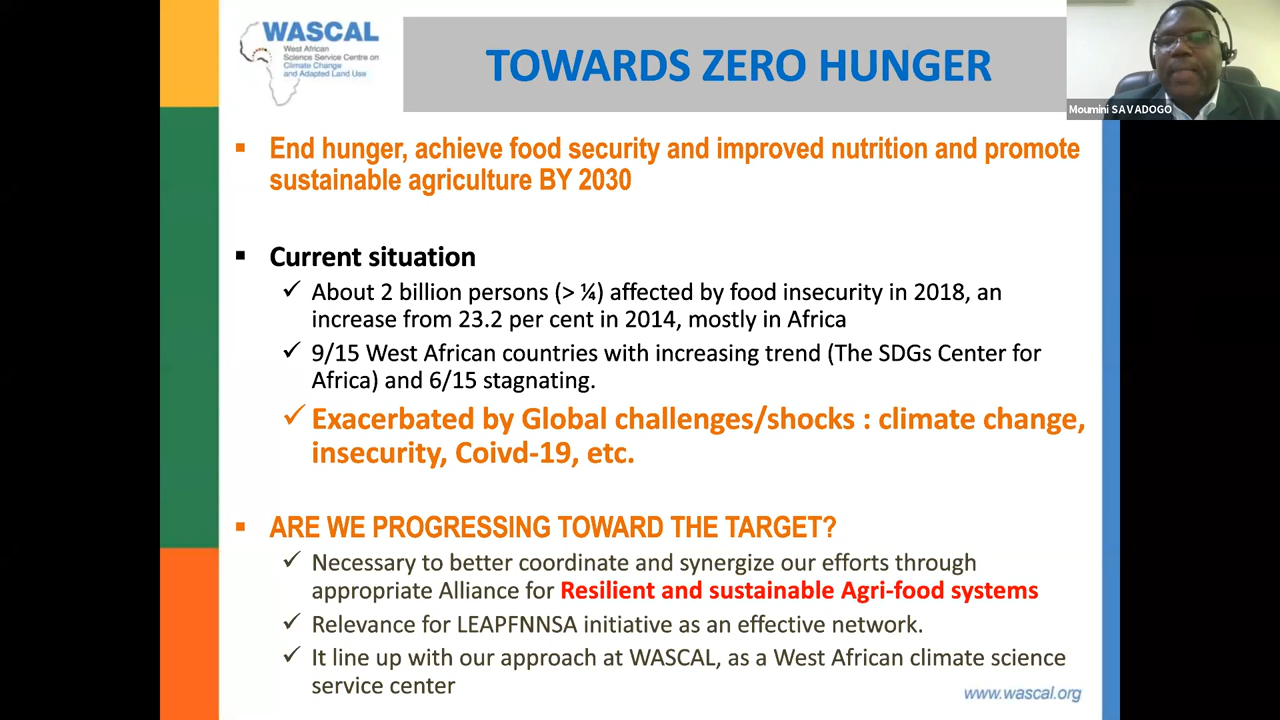 WASCAL
West African
Science Service Centre on
Climate Change
and Adapted Land Use
TOWARDS ZERO HUNGER
Moumini SAVADOGO
▪ End hunger, achieve food security and improved nutrition and promote
sustainable agriculture BY 2030
▪ Current situation
✓ About 2 billion persons (> ¼) affected by food insecurity in 2018, an
increase from 23.2 per cent in 2014, mostly in Africa
✓ 9/15 West African countries with increasing trend (The SDGs Center for
Africa) and 6/15 stagnating.
✓ Exacerbated by Global challenges/shocks : climate change,
insecurity, Coivd-19, etc.
▪ ARE WE PROGRESSING TOWARD THE TARGET?
✓ Necessary to better coordinate and synergize our efforts through
appropriate Alliance for Resilient and sustainable Agri-food systems
✓ Relevance for LEAPFNNSA initiative as an effective network.
✓ It line up with our approach at WASCAL, as a West African climate science
service center
www.wascal.org